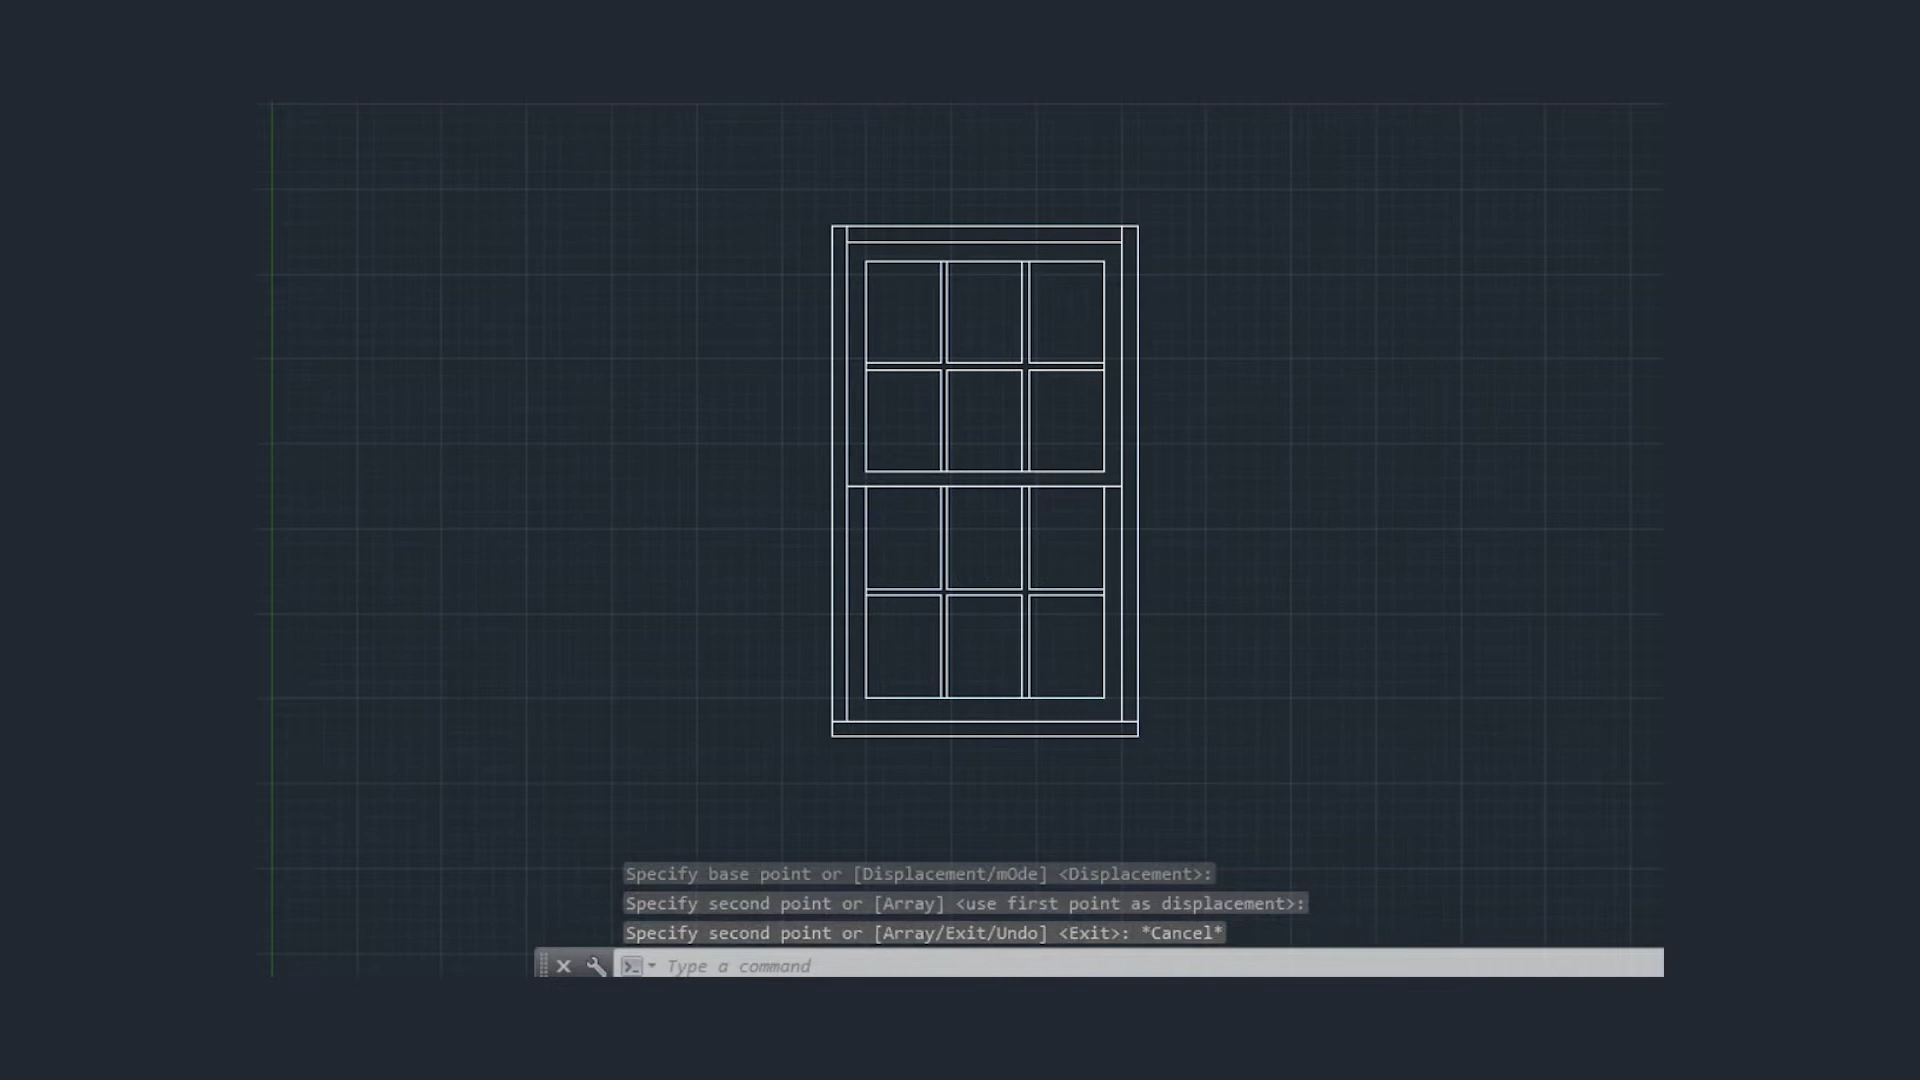 Specify base point or [Displacement/mOde] <Displacement>:
Specify second point or [Array] <use first point as displacement>:
Specify second point or [Array/Exit/Undo] <Exit>: *Cancel*
Type a command